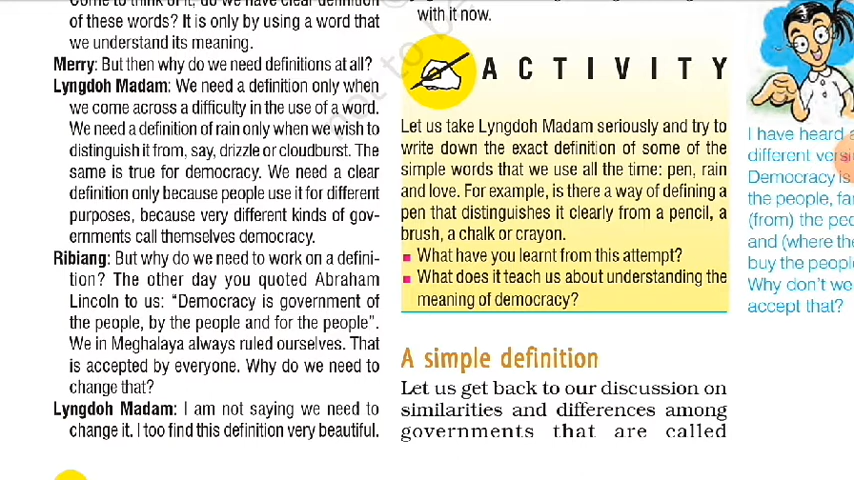 of these words? It is only by using a word that
we understand its meaning.
Merry: But then why do we need definitions at all?
Lyngdoh Madam: We need a definition only when
we come across a difficulty in the use of a word.
We need a definition of rain only when we wish to
distinguish it from, say, drizzle or cloudburst. The
same is true for democracy. We need a clear
definition only because people use it for different
purposes, because very different kinds of gov-
ernments call themselves democracy.
Ribiang: But why do we need to work on a defini-
tion? The other day you quoted Abraham
Lincoln to us: “Democracy is government of
the people, by the people and for the people”.
We in Meghalaya always ruled ourselves. That
is accepted by everyone. Why do we need to
change that?
Lyngdoh Madam: I am not saying we need to
change it. I too find this definition very beautiful.
with it now.
ACTIVITY
Let us take Lyngdoh Madam seriously and try to
write down the exact definition of some of the
simple words that we use all the time: pen, rain
and love. For example, is there a way of defining a
pen that distinguishes it clearly from a pencil, a
brush, a chalk or crayon.
What have you learnt from this attempt?
What does it teach us about understanding the
meaning of democracy?
A simple definition
Let us get back to our discussion on
similarities and differences among
governments that are called
I have heard a
different versi
Democracy is
the people, fa
(from) the peo
and (where the
buy the people
Why don't we
accept that?